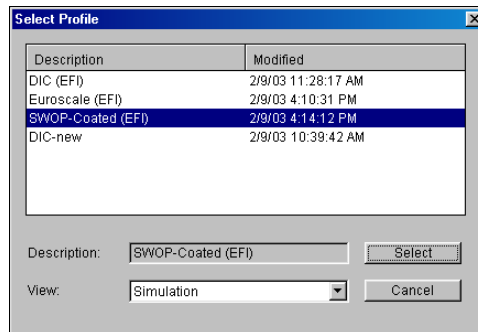 Select Profile
Description Modified
DIC (EFI) 2/9/03 11:28:17 AM
Euroscale (EFI) 2/9/03 4:10:31 PM
SWOP-Coated (EFI) 2/9/03 4:14:12 PM
DIC-new 2/9/03 10:39:42 AM
Description: SWOP-Coated (EFI) Select
View: Simulation Cancel